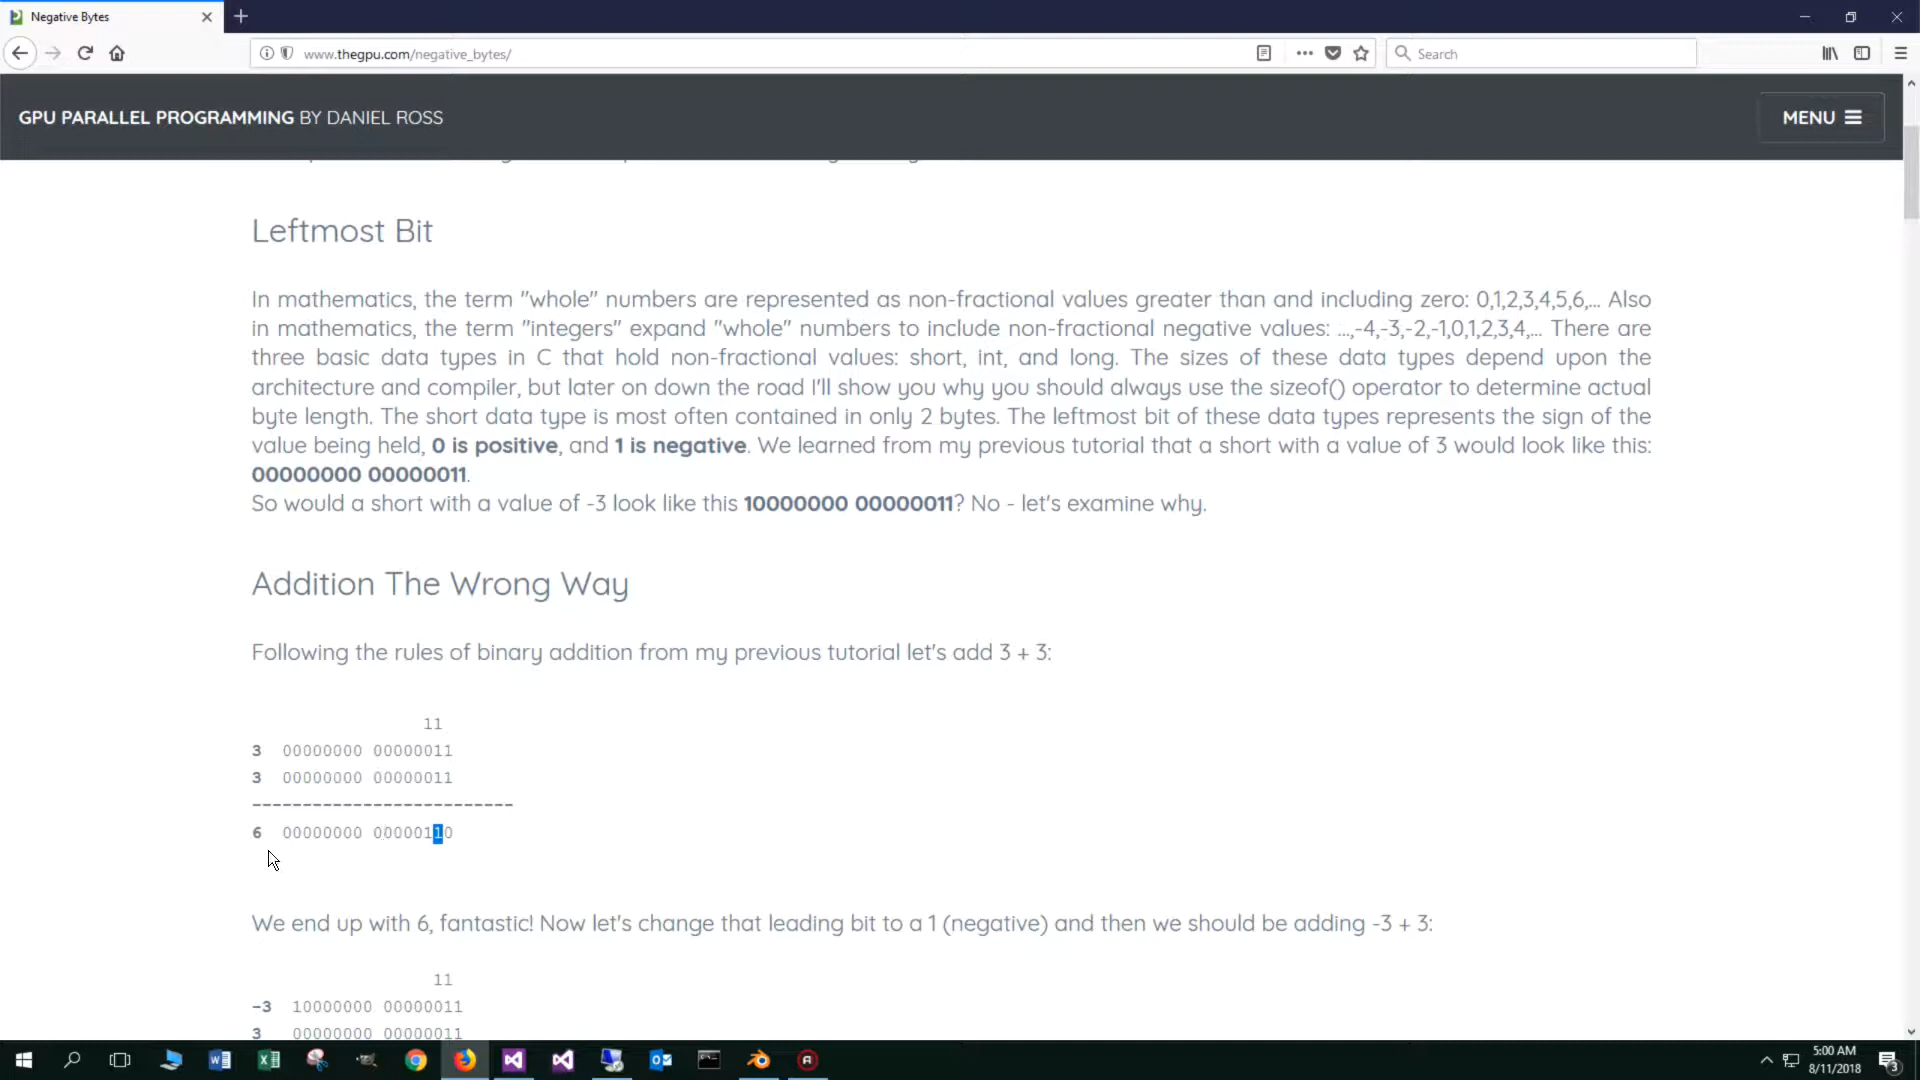 Negative Bytes
www.thegpu.com/negative_bytes/
Search
GPU PARALLEL PROGRAMMING BY DANIEL ROSS
MENU
Leftmost Bit
In mathematics, the term "whole" numbers are represented as non-fractional values greater than and including zero: 0,1,2,3,4,5,6,... Also
in mathematics, the term "integers" expand "whole" numbers to include non-fractional negative values: ...,-4,-3,-2,-1,0,1,2,3,4,... There are
three basic data types in C that hold non-fractional values: short, int, and long. The sizes of these data types depend upon the
architecture and compiler, but later on down the road I'll show you why you should always use the sizeof() operator to determine actual
byte length. The short data type is most often contained in only 2 bytes. The leftmost bit of these data types represents the sign of the
value being held, 0 is positive, and 1 is negative. We learned from my previous tutorial that a short with a value of 3 would look like this:
00000000 00000011.
So would a short with a value of -3 look like this 10000000 00000011? No - let's examine why.
Addition The Wrong Way
Following the rules of binary addition from my previous tutorial let's add 3 + 3:
11
3 00000000 00000011
3 00000000 00000011
--------------------------
6 00000000 00000110
We end up with 6, fantastic! Now let's change that leading bit to a 1 (negative) and then we should be adding -3 + 3:
11
-3 10000000 00000011
3 00000000 00000011
5:00 AM
8/11/2018
3